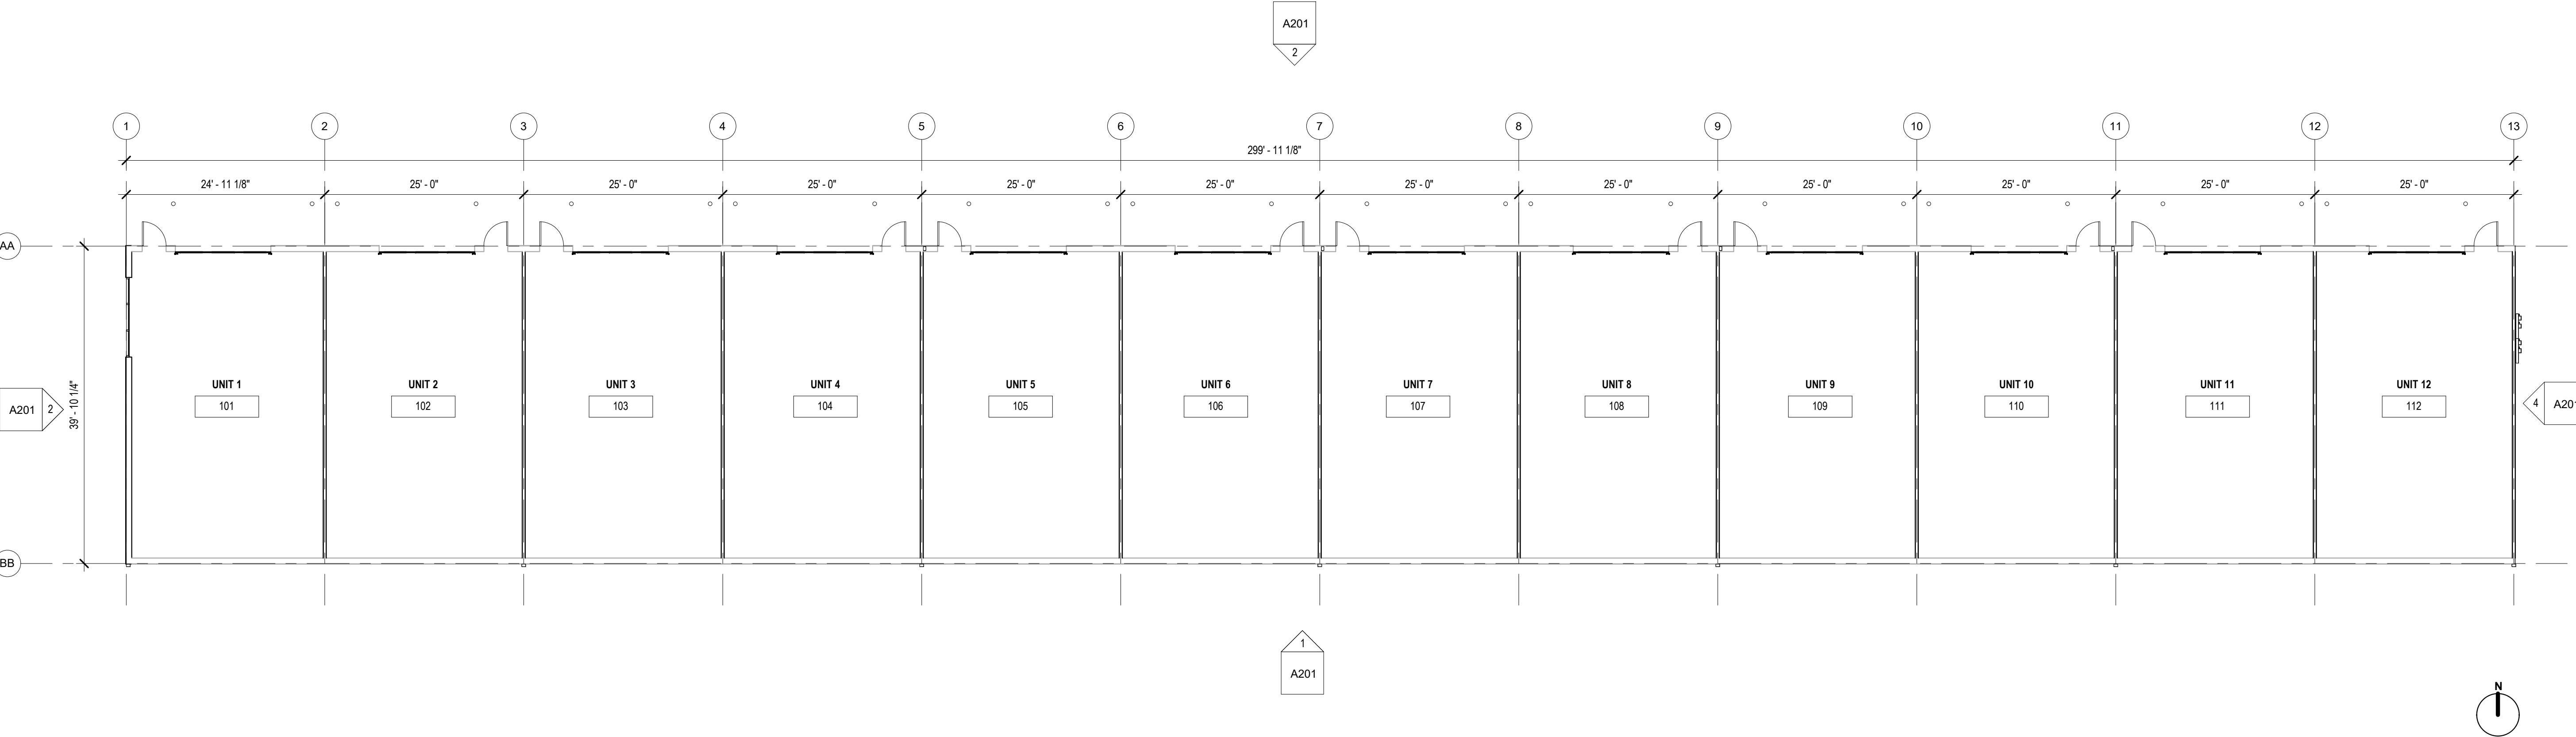 A201
2
1
2
3
4
5
6
7
8
9
10
11
12
13
299' - 11 1/8"
24' - 11 1/8"
25' - 0"
25' - 0"
25' - 0"
25' - 0"
25' - 0"
25' - 0"
25' - 0"
25' - 0"
25' - 0"
25' - 0"
25' - 0"
AA
39' - 10 1/4"
UNIT 1
101
UNIT 2
102
UNIT 3
103
UNIT 4
104
UNIT 5
105
UNIT 6
106
UNIT 7
107
UNIT 8
108
UNIT 9
109
UNIT 10
110
UNIT 11
111
UNIT 12
112
A201
2
4
A201
BB
1
A201
N